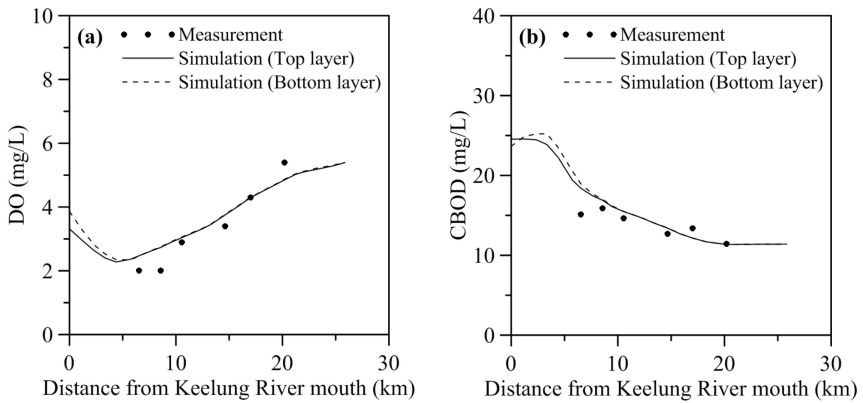 (a)
Measurement
Simulation (Top layer)
Simulation (Bottom layer)
DO (mg/L)
10
8
6
4
2
0
0 10 20 30
Distance from Keelung River mouth (km)
(b)
Measurement
Simulation (Top layer)
Simulation (Bottom layer)
CBOD (mg/L)
40
30
20
10
0
0 10 20 30
Distance from Keelung River mouth (km)